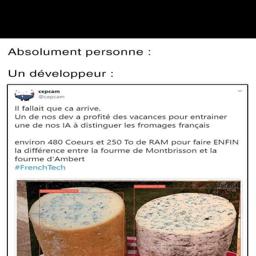 Absolument personne :
Un développeur :
cepcam
@cepcam
Il fallait que ca arrive.
Un de nos dev a profité des vacances pour entrainer
une de nos IA à distinguer les fromages français
environ 480 Coeurs et 250 To de RAM pour faire ENFIN
la différence entre la fourme de Montbrisson et la
fourme d'Ambert
#FrenchTech